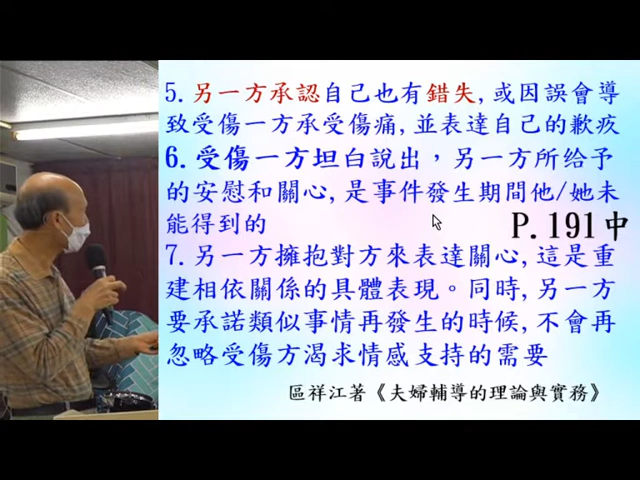 5. 另一方承認自己也有錯失, 或因誤會導
致受傷一方承受傷痛, 並表達自己的歉疚
6. 受傷一方坦白說出，另一方所给予
的安慰和關心, 是事件發生期間他/她未
能得到的
P. 191中
7. 另一方擁抱對方來表達關心, 這是重
建相依關係的具體表現。同時, 另一方
要承諾類似事情再發生的時候, 不會再
忽略受傷方渴求情感支持的需要
區祥江著《夫婦輔導的理論與實務》